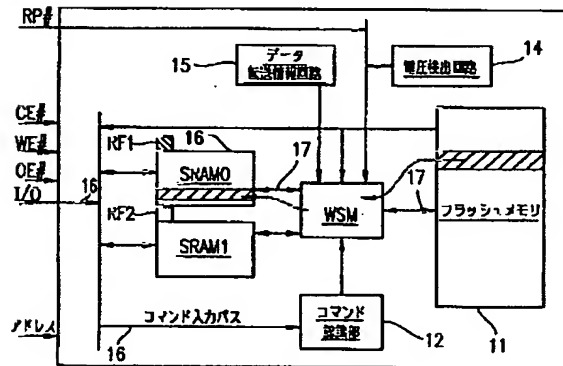 RP#
データ
転送情報回路
15
電圧検出回路
14
CE#
WE#
OE#
I/O
16
RF1
16
SRAM0
17
WSM
17
フラッシュメモリ
RF2
SRAM1
アドレス
コマンド入力バス
16
コマンド
認識部
12
11